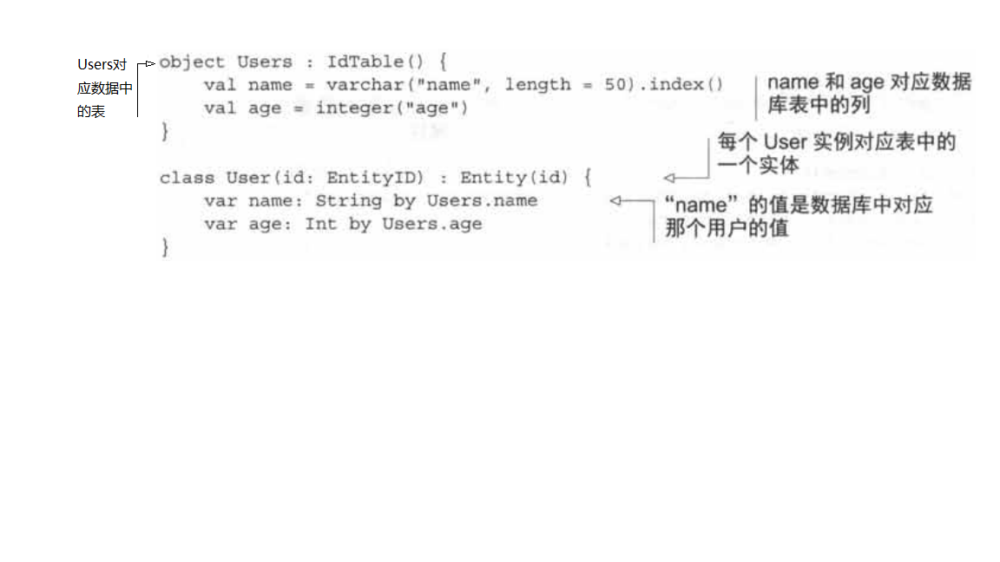 Users对
应数据中
的表
object Users : IdTable() {
val name = varchar("name", length = 50).index()
val age = integer("age")
}
name 和 age 对应数据
库表中的列
每个 User 实例对应表中的
一个实体
class User(id: EntityID) : Entity(id) {
var name: String by Users.name
var age: Int by Users.age
}
“name”的值是数据库中对应
那个用户的值